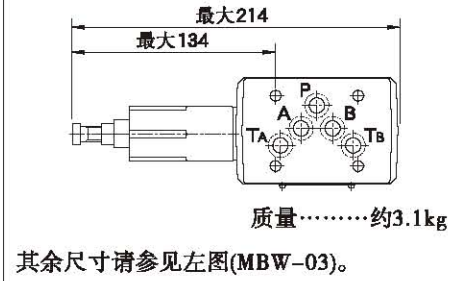 最大214
最大134
P
A B
TA TB
质量………约3.1kg
其余尺寸请参见左图(MBW-03)。